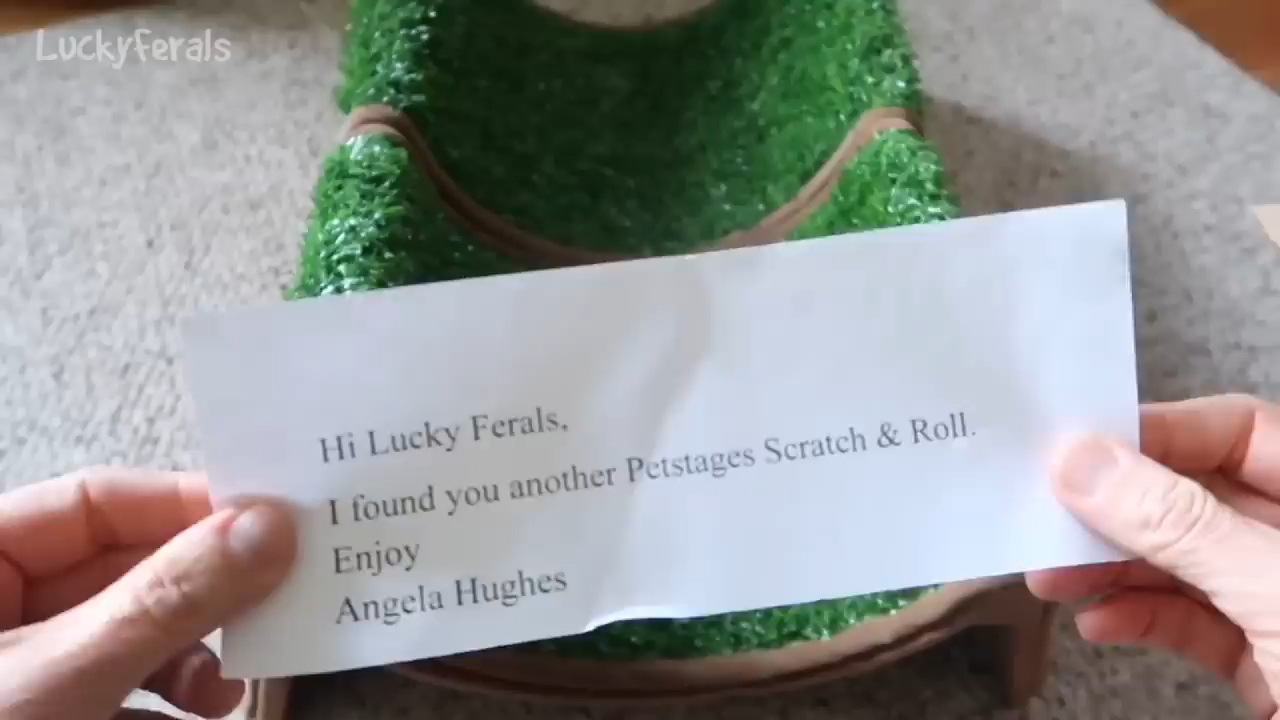 LuckyFerals
Hi Lucky Ferals,
I found you another Petstages Scratch & Roll.
Enjoy
Angela Hughes